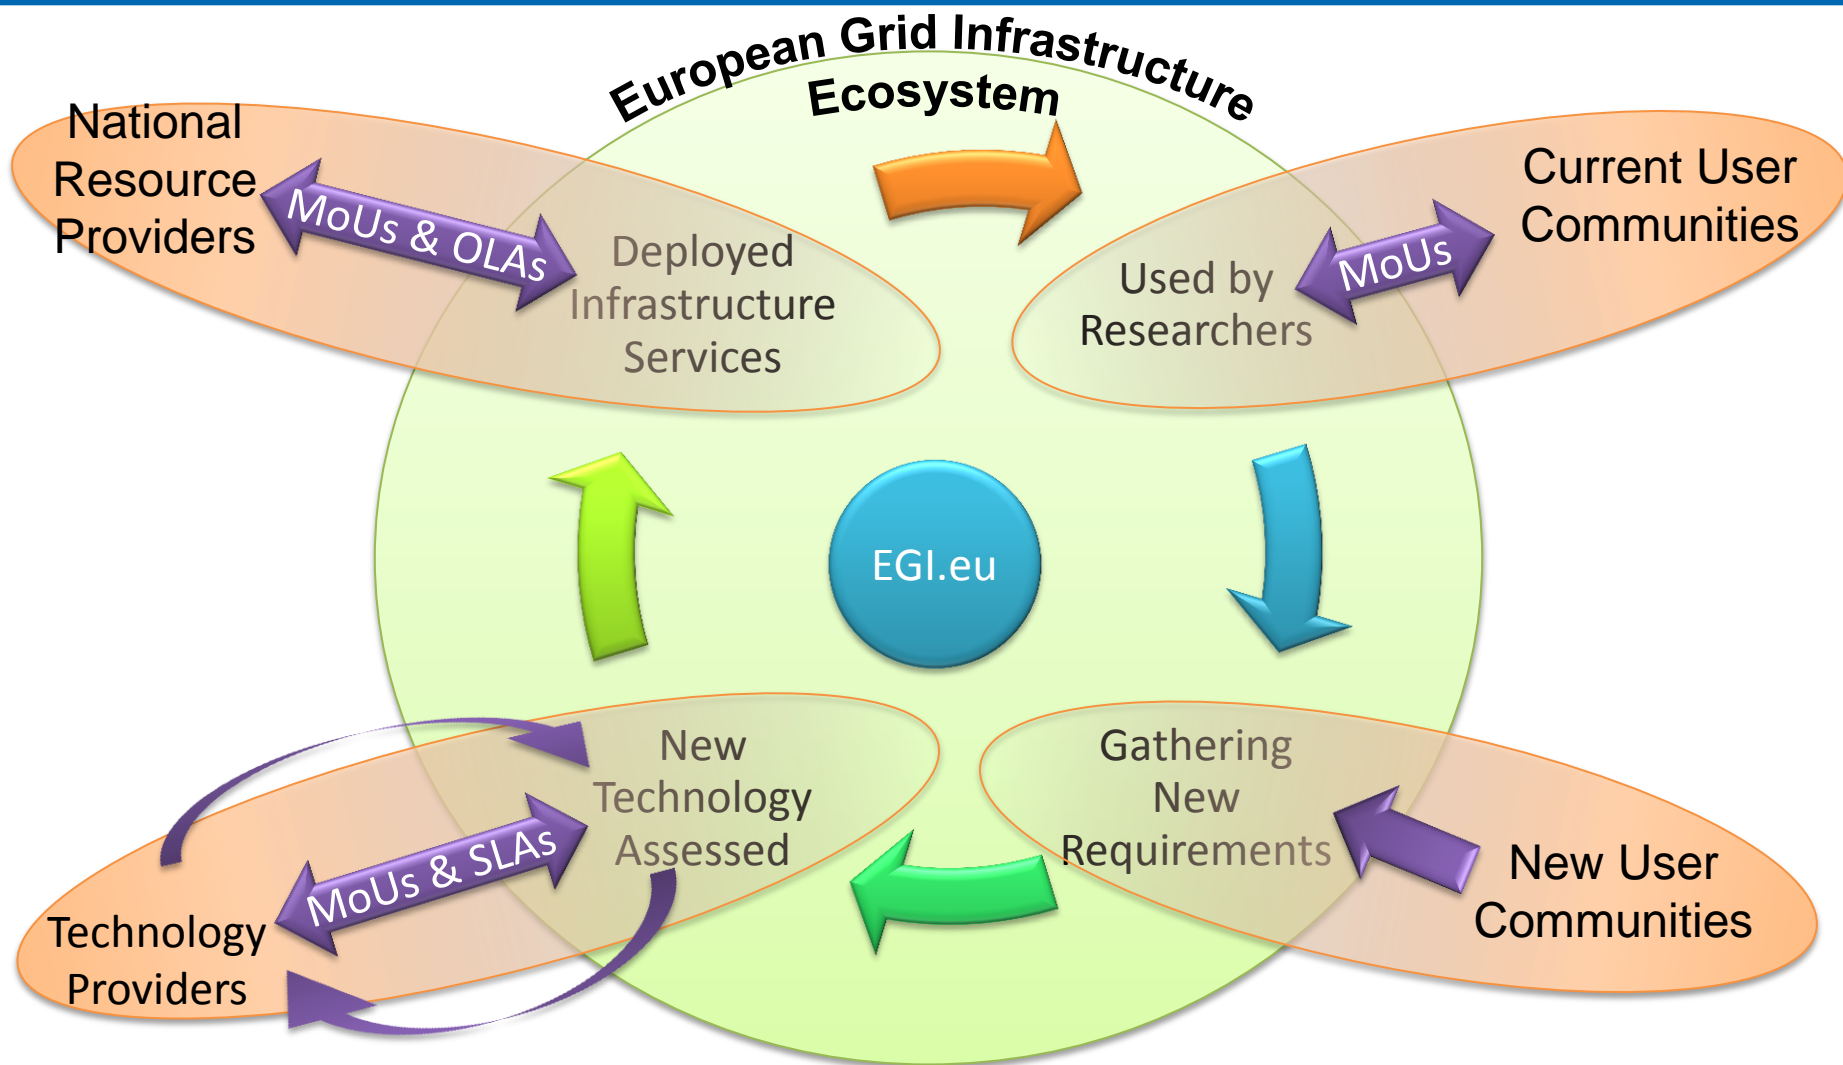 European Grid Infrastructure
Ecosystem
National
Resource
Providers
MoUs & OLAs
Deployed
Infrastructure
Services
Used by
Researchers
MoUs
Current User
Communities
EGI.eu
New
Technology
Assessed
MoUs & SLAs
Technology
Providers
Gathering
New
Requirements
New User
Communities